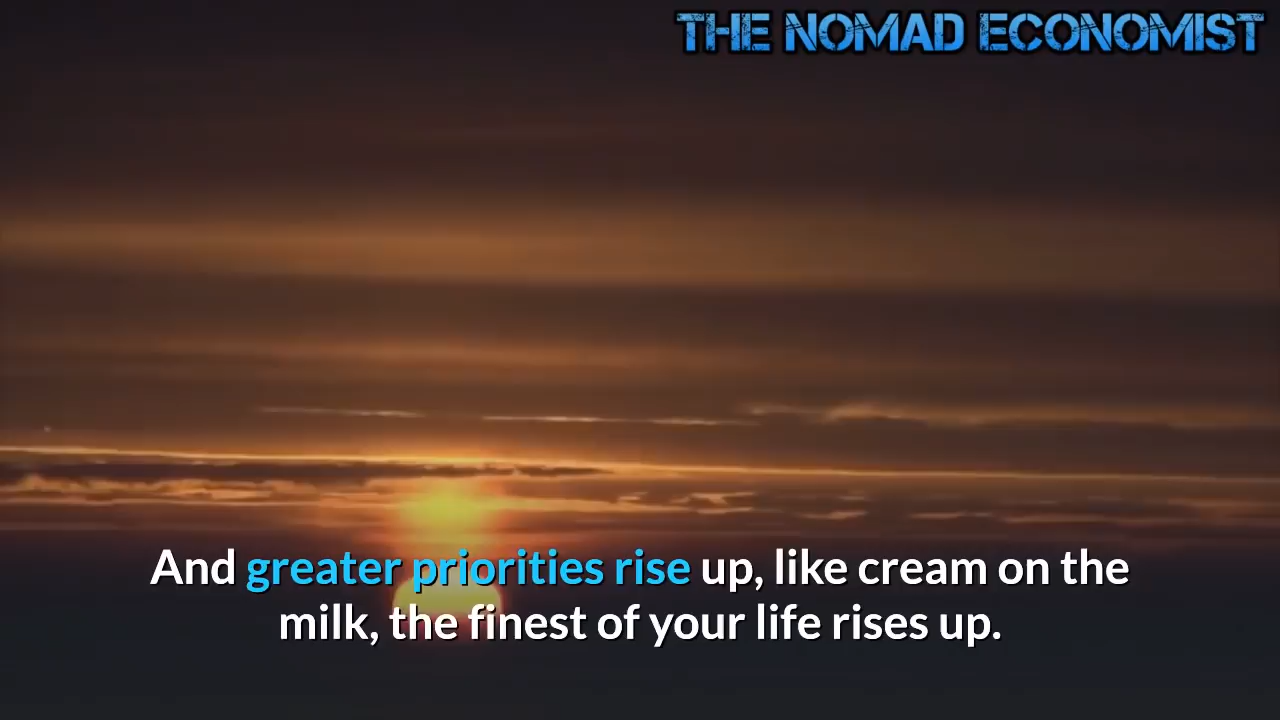 THE NOMAD ECONOMIST
And greater priorities rise up, like cream on the
milk, the finest of your life rises up.